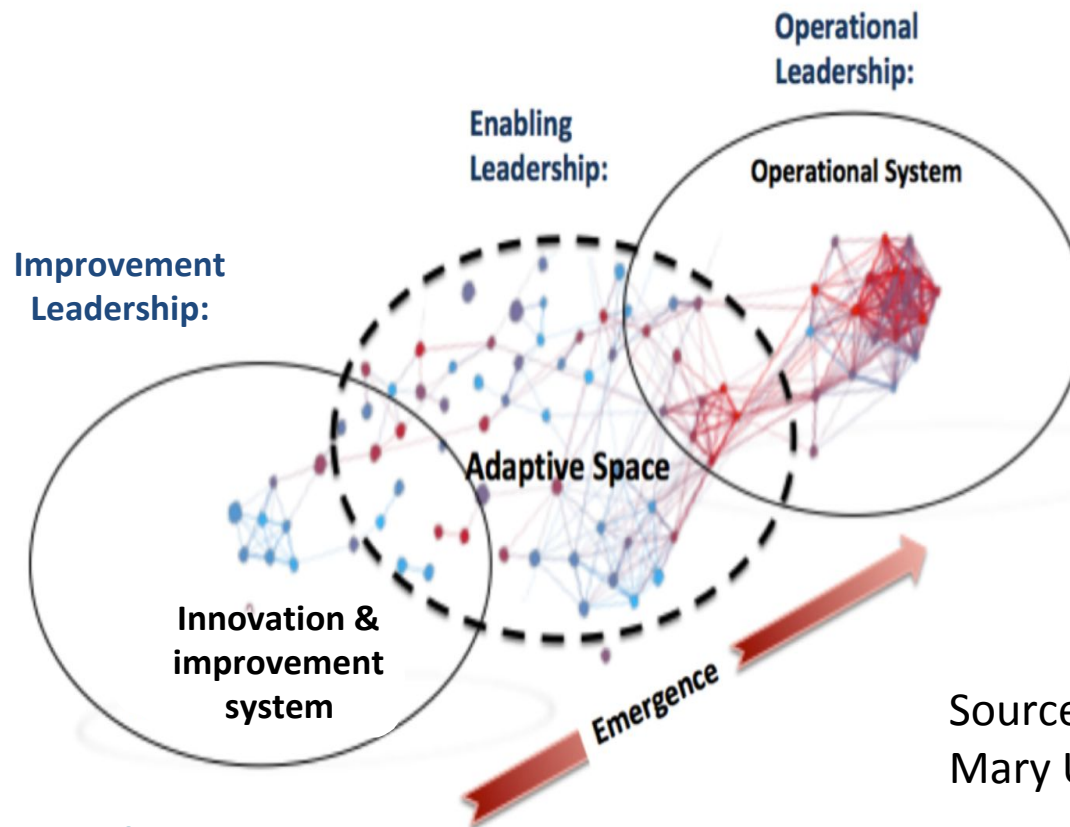 Operational
Leadership:
Enabling
Leadership:
Operational System
Improvement
Leadership:
Adaptive Space
Innovation &
improvement
system
Emergence
Source
Mary U